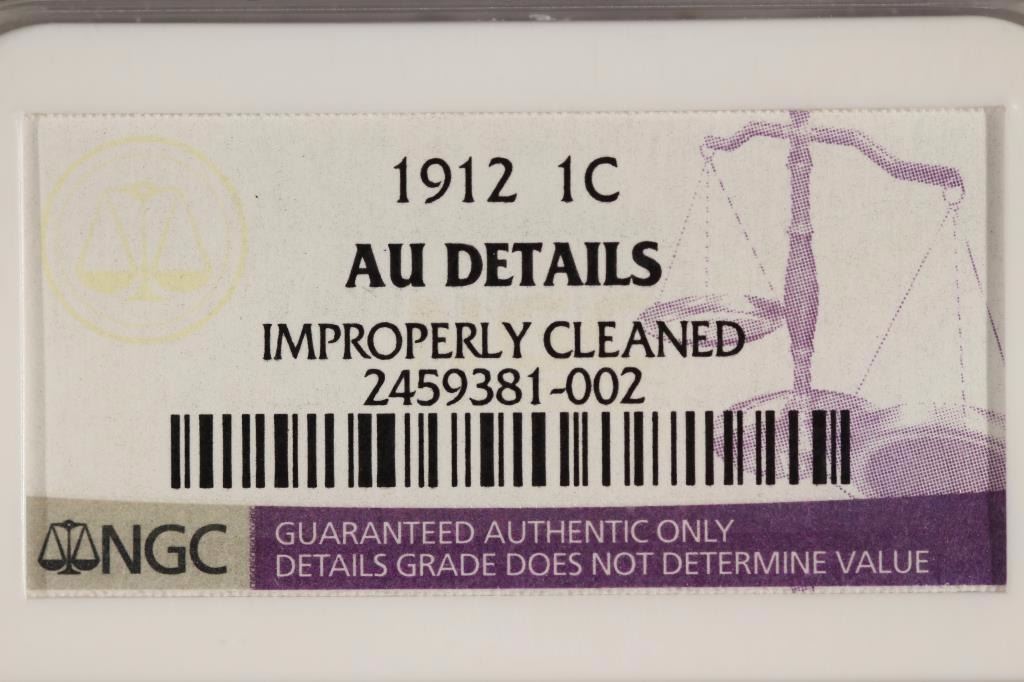 1912 1C
AU DETAILS
IMPROPERLY CLEANED
2459381-002
NGC
GUARANTEED AUTHENTIC ONLY
DETAILS GRADE DOES NOT DETERMINE VALUE